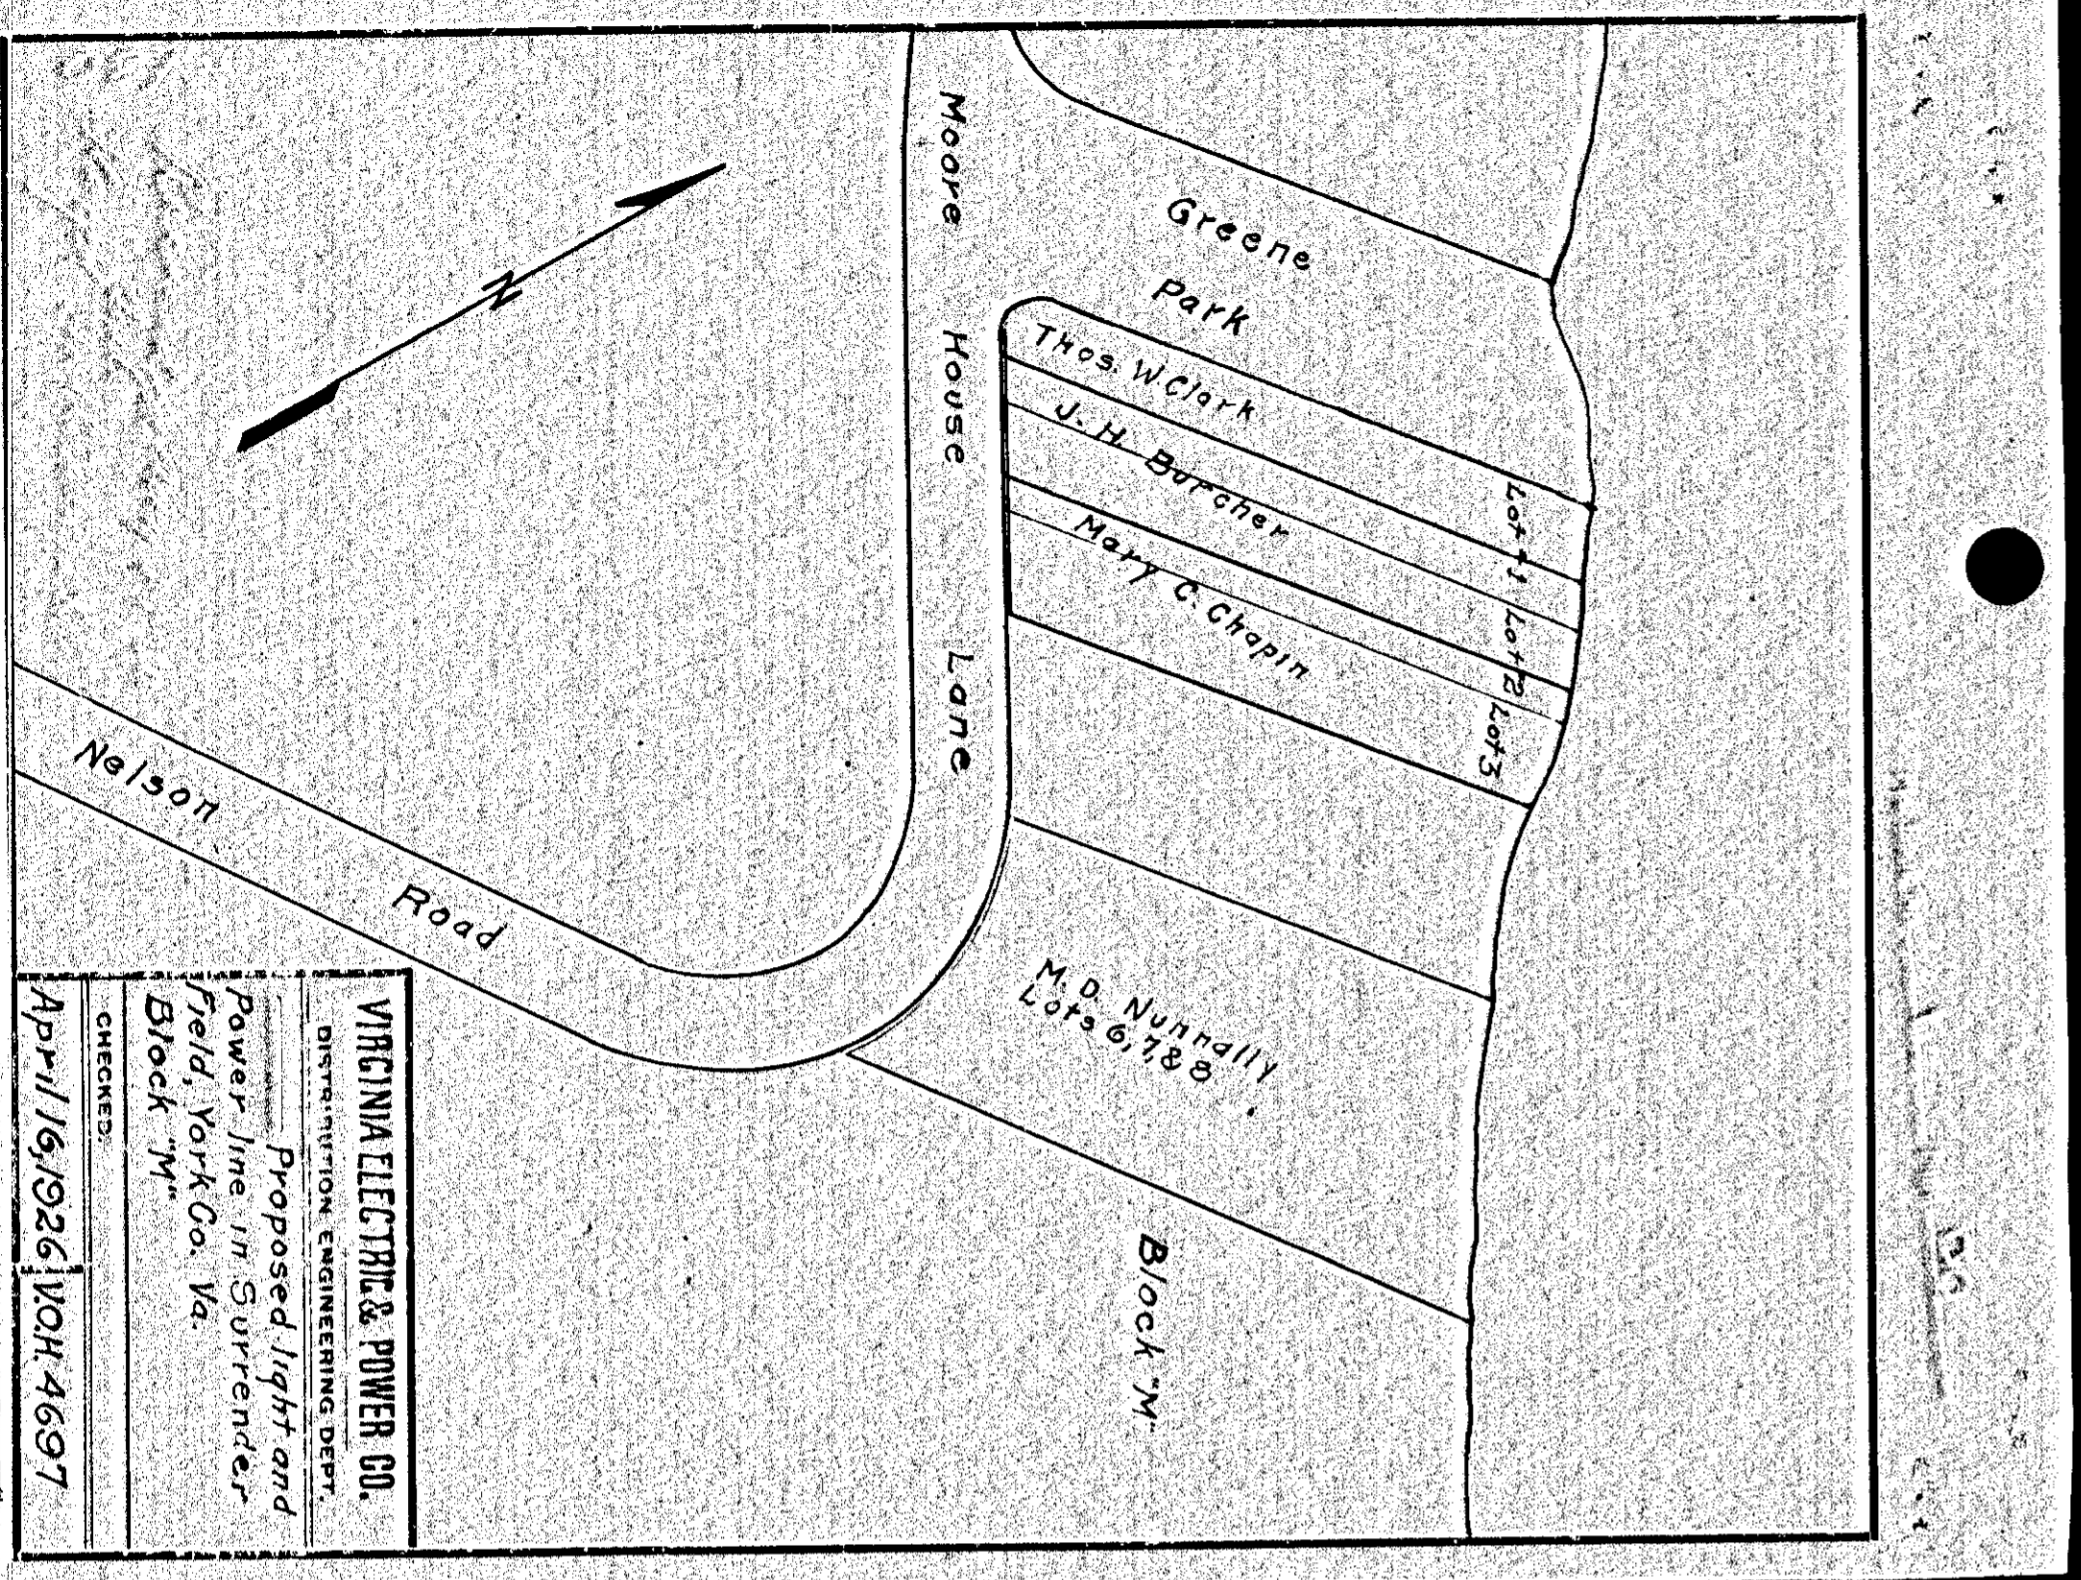 Greene
Park
Moore House Lane
Thos. W. Clark
J. H. Burcher
Mary C. Chapin
Lot #1
Lot #2
Lot 3
N
Nelson Road
M. D. Nunnally
Lots 6, 7, & 8
Block "M"
VIRGINIA ELECTRIC & POWER CO.
DISTRIBUTION ENGINEERING DEPT.
Proposed light and
Power line in Surrender
Field, York Co. Va.
Block "M"
CHECKED:
April 16, 1926 VOH-4697